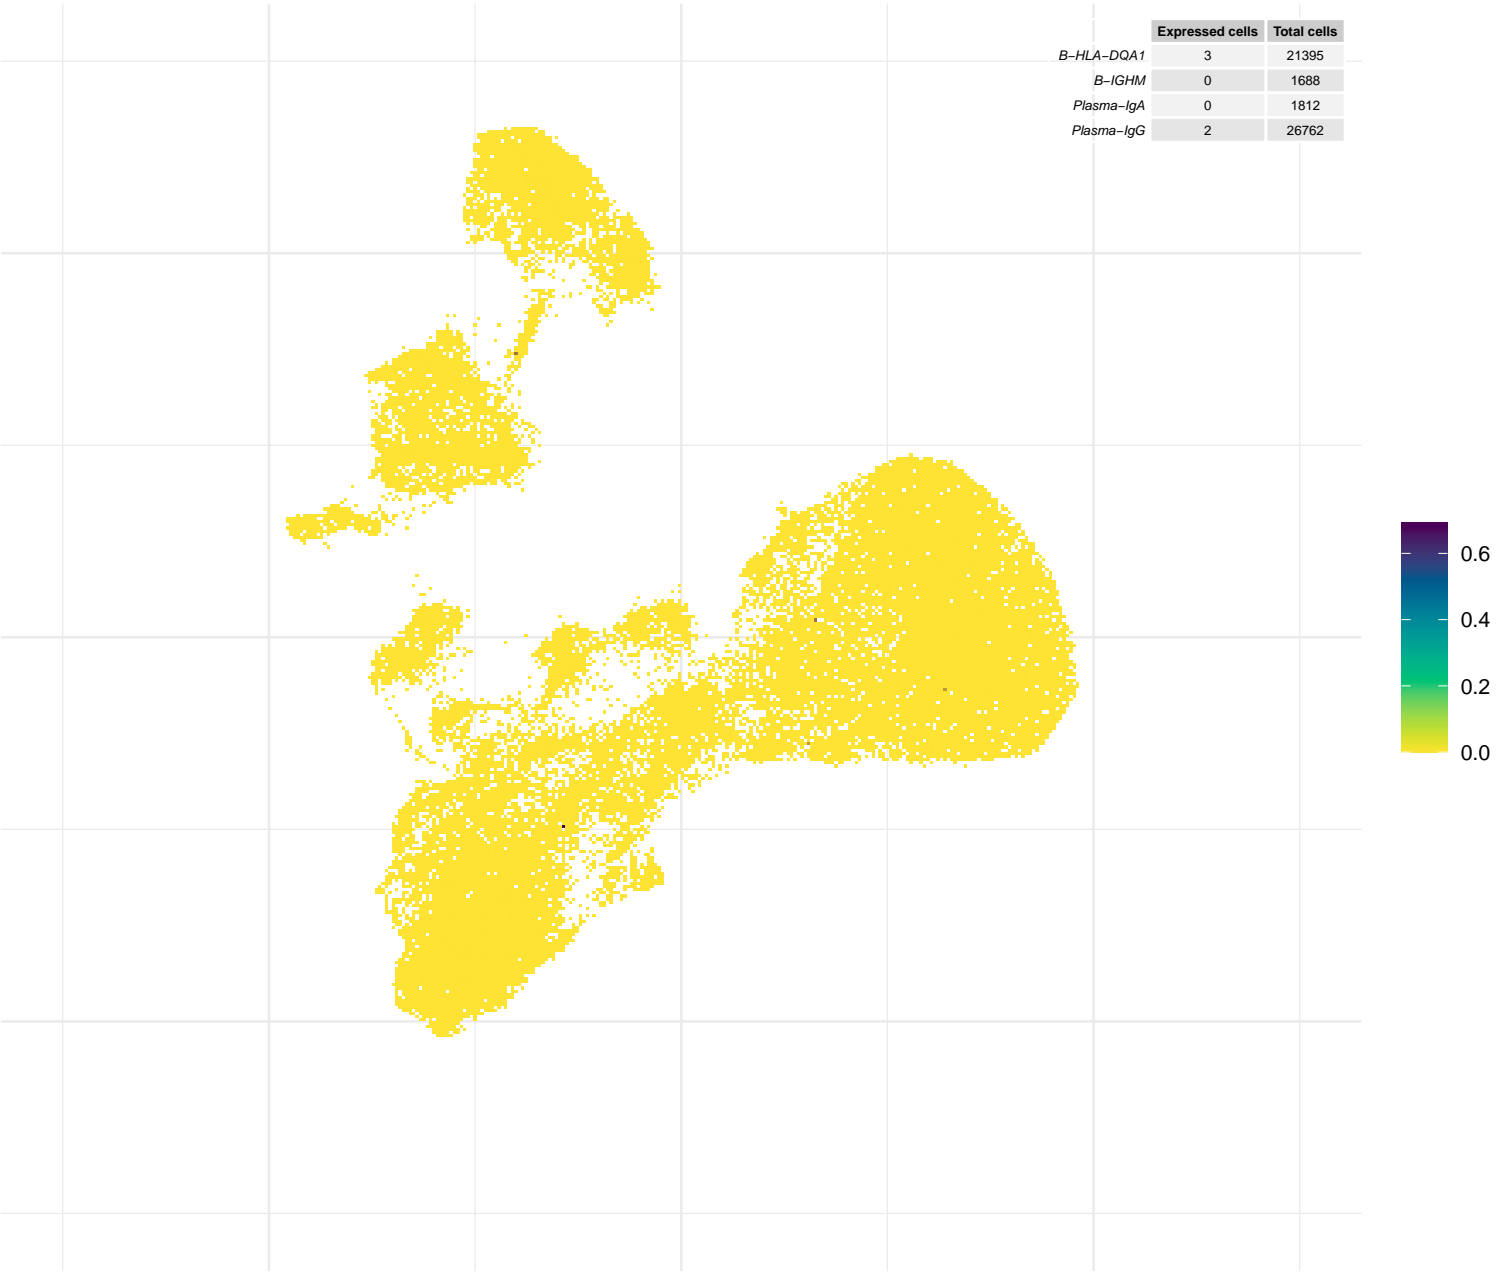 Expressed cells Total cells
B−HLA−DQA1 3 21395
B−IGHM 0 1688
Plasma−IgA 0 1812
Plasma−IgG 2 26762
0.6
0.4
0.2
0.0